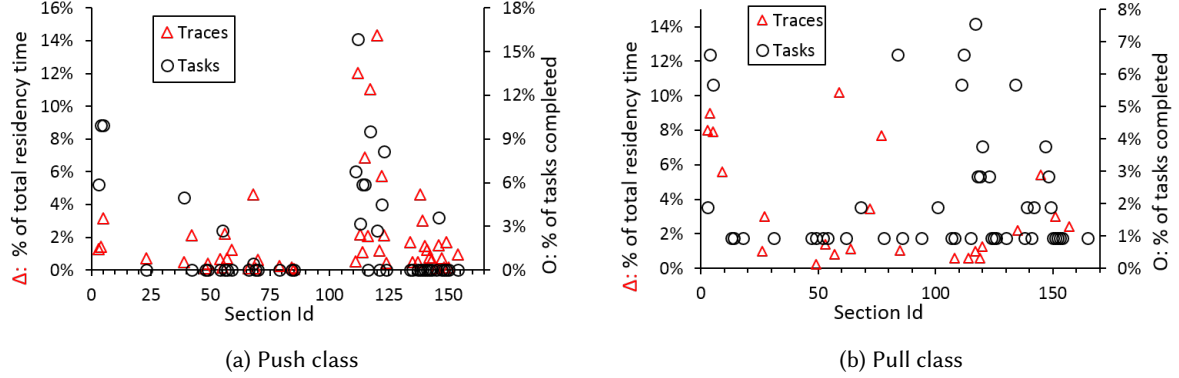 16%
14%
12%
10%
8%
6%
4%
2%
0%
Δ: % of total residency time
Traces
Tasks
18%
15%
12%
9%
6%
3%
0%
O: % of tasks completed
0 25 50 75 100 125 150
Section Id
(a) Push class
14%
12%
10%
8%
6%
4%
2%
0%
Δ: % of total residency time
Traces
Tasks
8%
7%
6%
5%
4%
3%
2%
1%
0%
O: % of tasks completed
0 50 100 150
Section Id
(b) Pull class